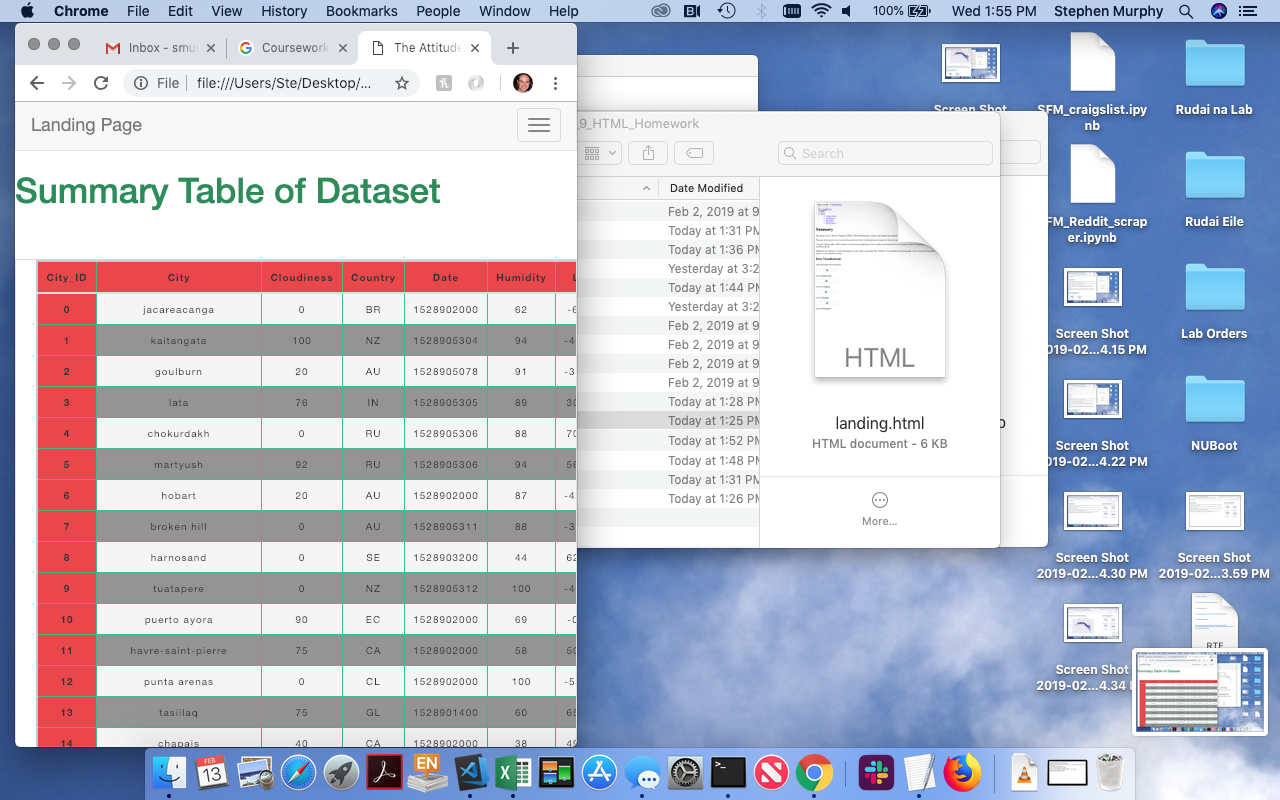 Chrome File Edit View History Bookmarks People Window Help 100% Wed 1:55 PM Stephen Murphy
Inbox - smu
Coursework
The Attitude
File file:///Users/Ste/Desktop/...
Landing Page
Summary Table of Dataset
City_ID City Cloudiness Country Date Humidity L
0 jacareacanga 0 BR 1528902000 62 -6
1 kaitangata 100 NZ 1528905304 94 -4
2 goulburn 20 AU 1528905078 91 -3
3 lata 76 IN 1528905305 89 30
4 chokurdakh 0 RU 1528905306 88 70
5 martyush 92 RU 1528905306 94 56
6 hobart 20 AU 1528902000 87 -4
7 broken hill 0 AU 1528905311 88 -3
8 harnosand 0 SE 1528903200 44 62
9 tuatapere 0 NZ 1528905312 100 -4
10 puerto ayora 90 EC 1528902000 69 -0
11 havre-saint-pierre 75 CA 1528902000 58 50
12 punta arenas 0 CL 1528902000 100 -5
13 tasiilaq 75 GL 1528901400 60 65
14 chapais 40 CA 1528902000 38 49
_9_HTML_Homework
Search
Date Modified
Feb 2, 2019 at 9
Today at 1:31 PM
Today at 1:36 PM
Yesterday at 3:2
Today at 1:44 PM
Yesterday at 3:2
Feb 2, 2019 at 9
Feb 2, 2019 at 9
Feb 2, 2019 at 9
Feb 2, 2019 at 9
Today at 1:28 PM
Today at 1:25 PM
Today at 1:52 PM
Today at 1:48 PM
Today at 1:31 PM
Today at 1:26 PM
Summary
HTML
landing.html
HTML document - 6 KB
More...
Screen Shot
SFM_craigslist.ipy
nb
Rudai na Lab
FM_Reddit_scrap
er.ipynb
Rudai Eile
Screen Shot
2019-02...4.15 PM
Lab Orders
Screen Shot
2019-02...4.22 PM
NUBoot
Screen Shot
2019-02...4.30 PM
Screen Shot
2019-02...3.59 PM
Screen Shot
2019-02...4.34
RTF
Summary Table of Dataset
FEB
13
EN